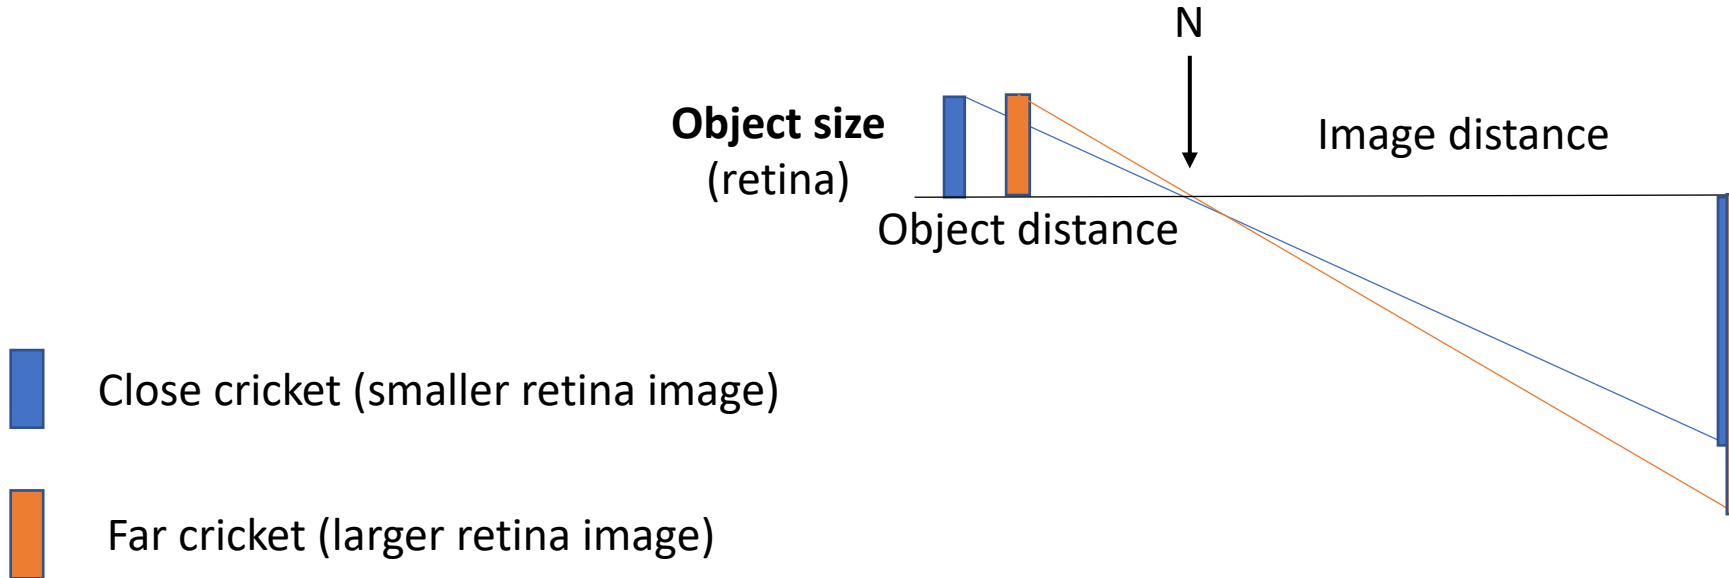 N
Object size
(retina)
Image distance
Object distance
Close cricket (smaller retina image)
Far cricket (larger retina image)